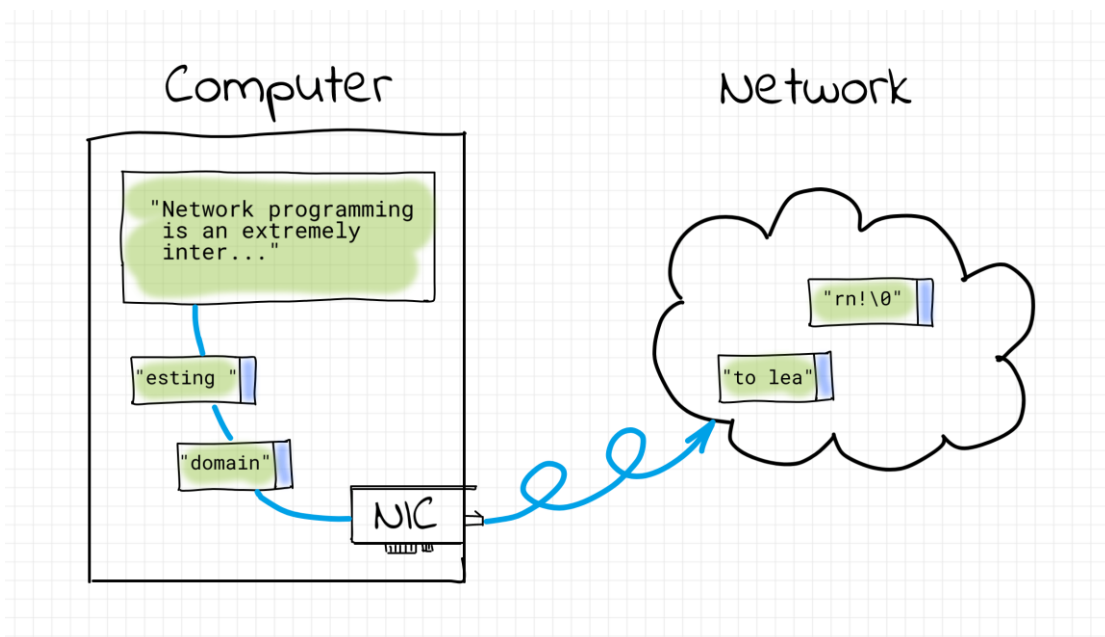 Computer
Network
"Network programming
is an extremely
inter..."
"rn!\0"
"esting "
"to lea"
"domain"
NIC